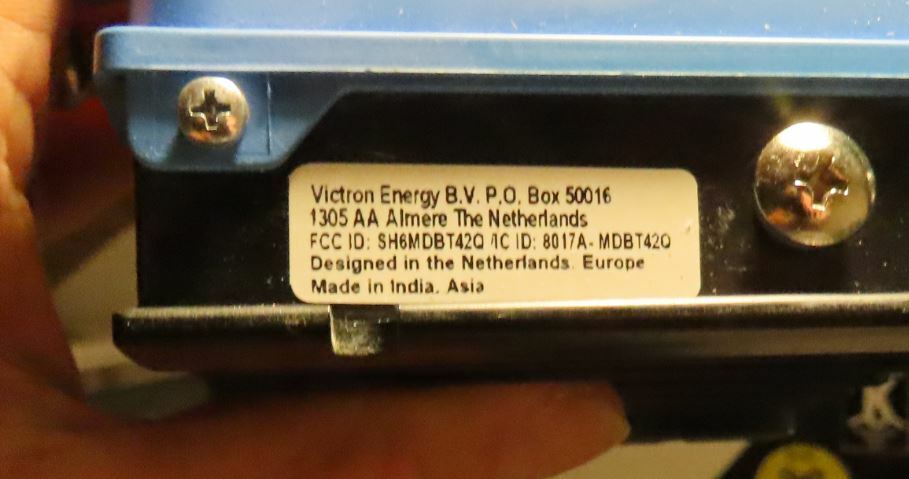 Victron Energy B.V. P.O. Box 50016
1305 AA Almere The Netherlands
FCC ID: SH6MDBT42Q /IC ID: 8017A- MDBT42Q
Designed in the Netherlands. Europe
Made in India. Asia